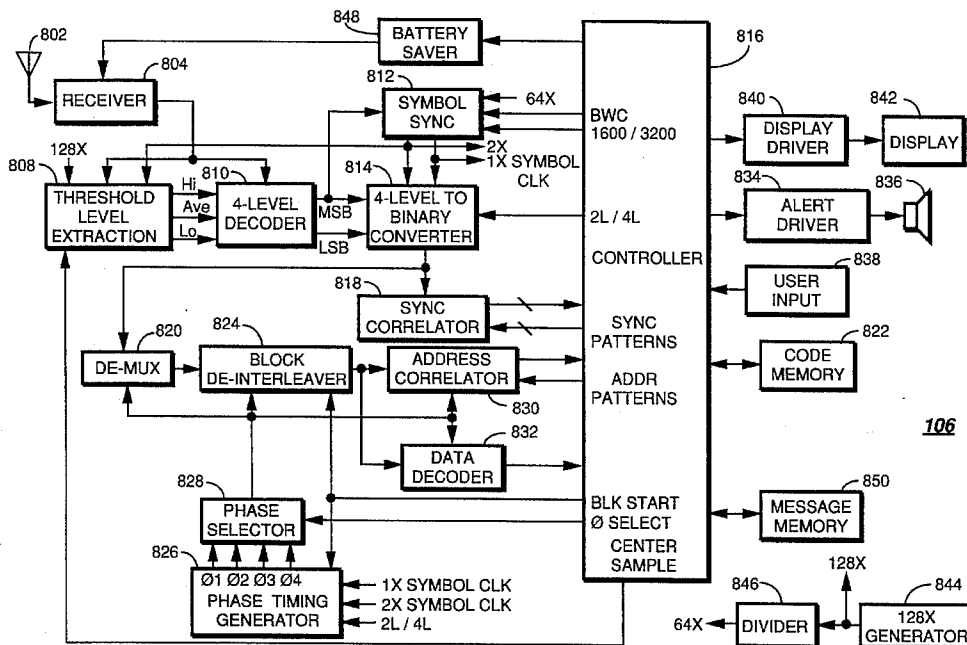 802
804
RECEIVER
848
BATTERY
SAVER
812
SYMBOL
SYNC
64X
BWC
1600 / 3200
816
840
DISPLAY
DRIVER
842
DISPLAY
128X
2X
1X SYMBOL
CLK
808
THRESHOLD
LEVEL
EXTRACTION
Hi
Ave
Lo
810
4-LEVEL
DECODER
MSB
LSB
814
4-LEVEL TO
BINARY
CONVERTER
2L / 4L
834
ALERT
DRIVER
836
CONTROLLER
838
USER
INPUT
818
SYNC
CORRELATOR
SYNC
PATTERNS
820
DE-MUX
824
BLOCK
DE-INTERLEAVER
ADDRESS
CORRELATOR
830
ADDR
PATTERNS
822
CODE
MEMORY
106
832
DATA
DECODER
828
PHASE
SELECTOR
BLK START
Ø SELECT
CENTER
SAMPLE
850
MESSAGE
MEMORY
826
Ø1 Ø2 Ø3 Ø4
PHASE TIMING
GENERATOR
1X SYMBOL CLK
2X SYMBOL CLK
2L / 4L
128X
846
844
64X
DIVIDER
128X
GENERATOR